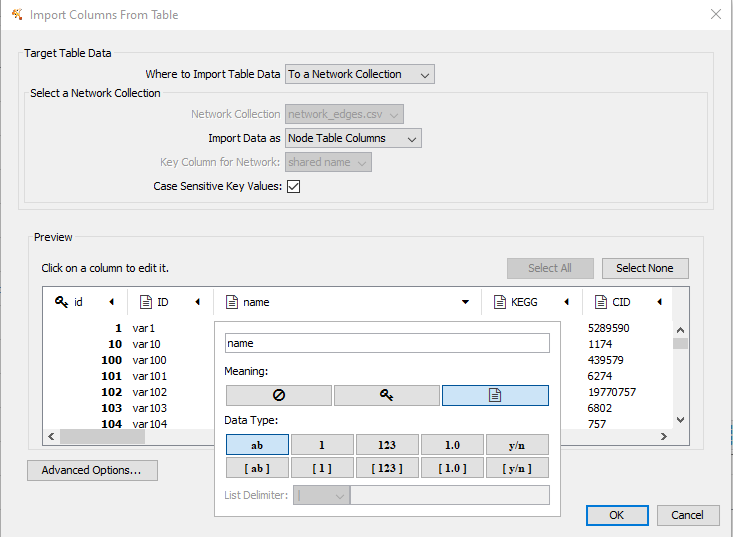 Import Columns From Table
Target Table Data
Where to Import Table Data To a Network Collection
Select a Network Collection
Network Collection network_edges.csv
Import Data as Node Table Columns
Key Column for Network: shared name
Case Sensitive Key Values:
Preview
Click on a column to edit it. Select All Select None
id ID name KEGG CID
1 var1 5289590
10 var10 1174
100 var100 439579
101 var101 6274
102 var102 19770757
103 var103 6802
104 var104 757
name
Meaning:
Data Type:
ab 1 123 1.0 y/n
[ ab ] [ 1 ] [ 123 ] [ 1.0 ] [ y/n ]
List Delimiter: |
Advanced Options...
OK Cancel